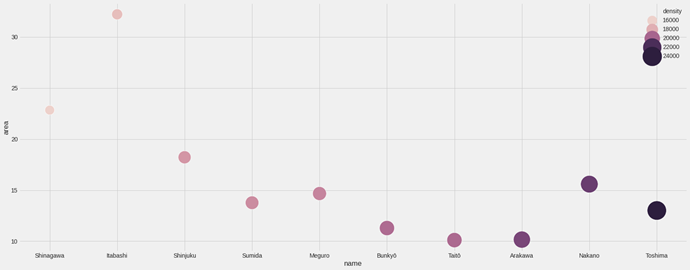 density
16000
18000
20000
22000
24000
area
30
25
20
15
10
Shinagawa Itabashi Shinjuku Sumida Meguro Bunkyō Taitō Arakawa Nakano Toshima
name